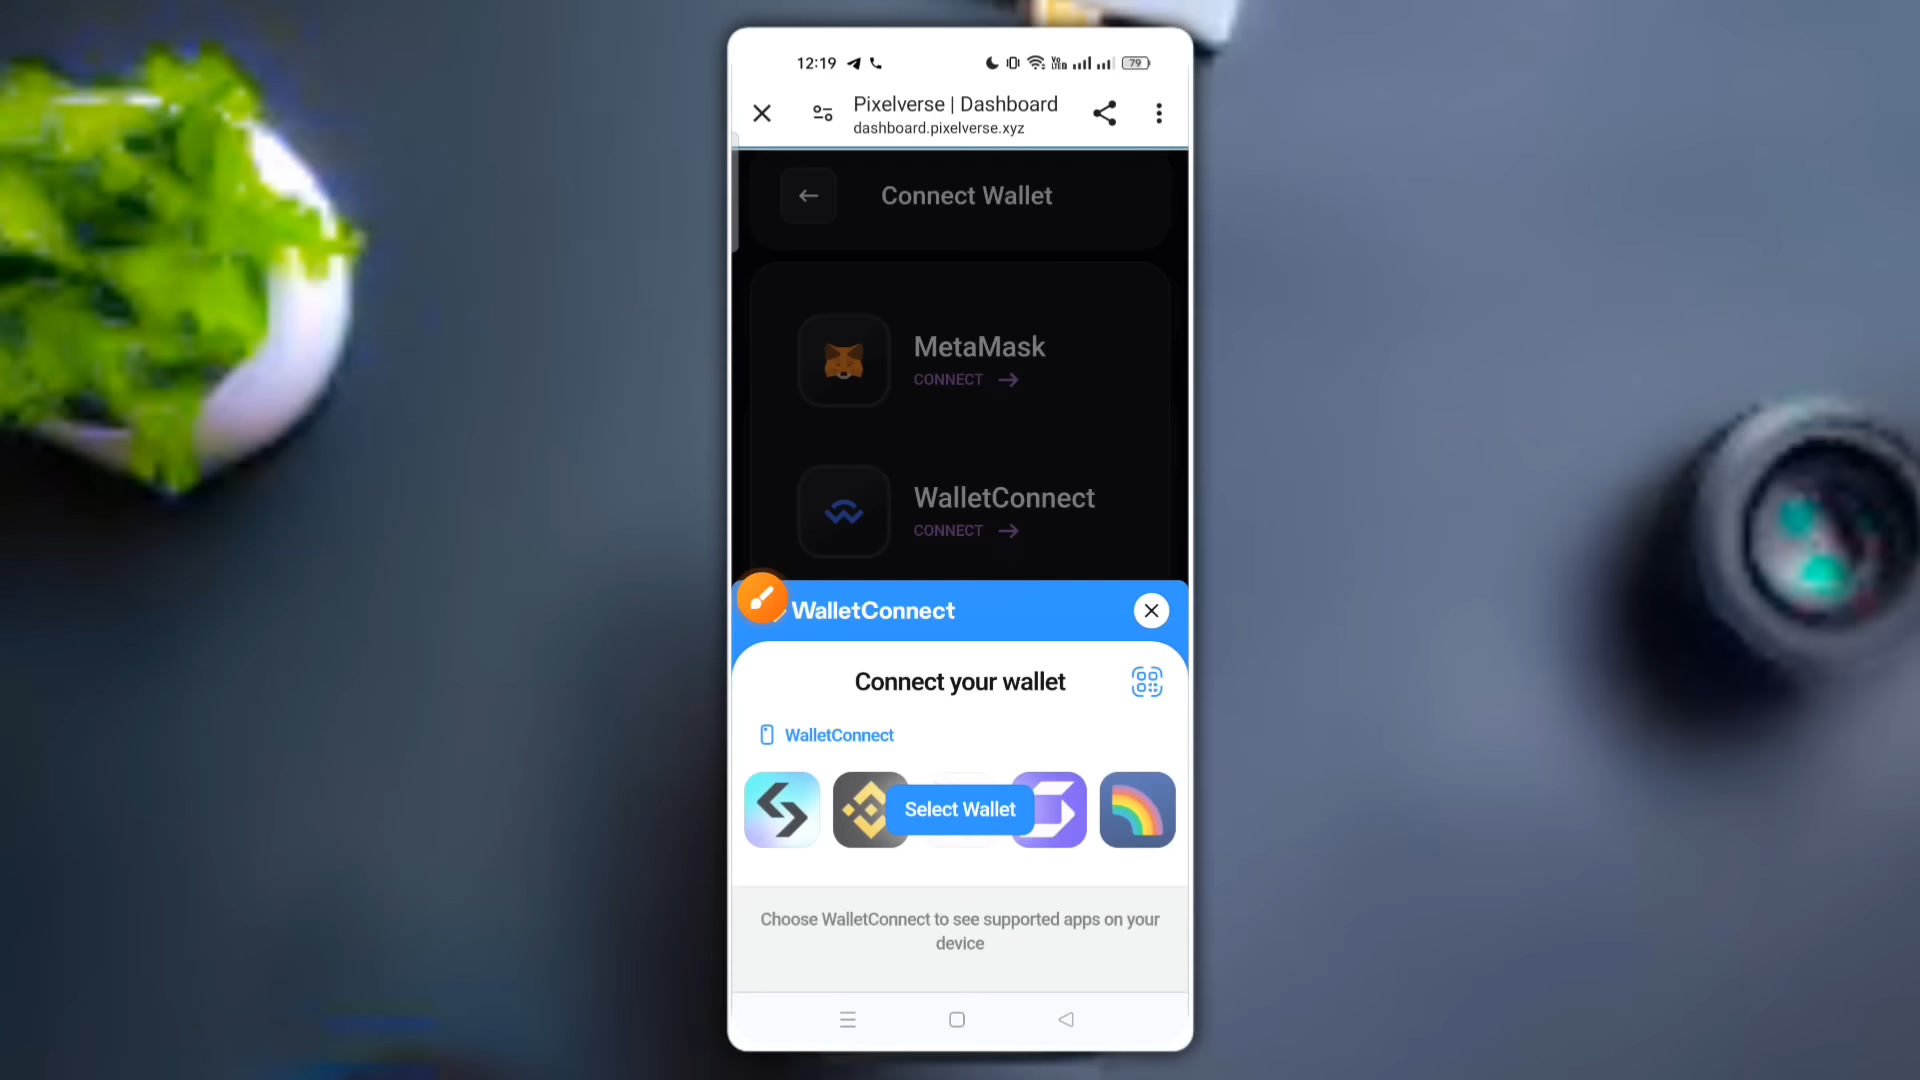 12:19
79
Pixelverse | Dashboard
dashboard.pixelverse.xyz
Connect Wallet
MetaMask
CONNECT
WalletConnect
CONNECT
WalletConnect
Connect your wallet
WalletConnect
Select Wallet
Choose WalletConnect to see supported apps on your
device